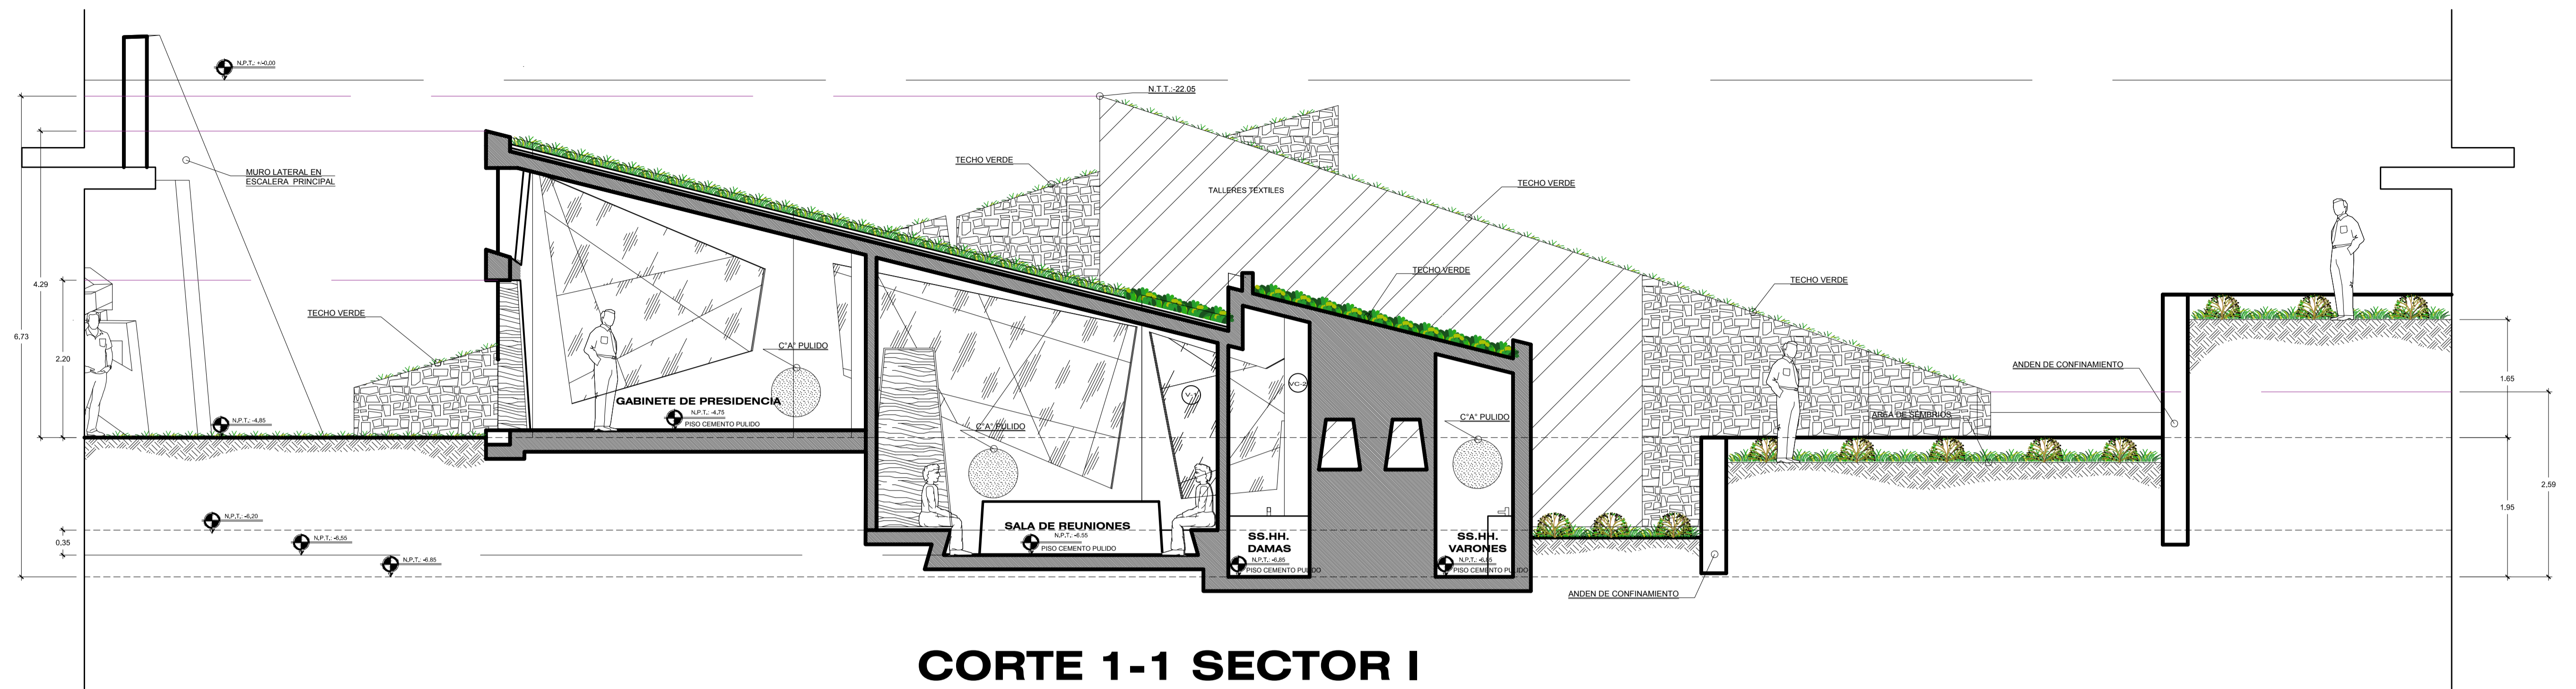 N.P.T.: +/-0.00
N.T.T.:-22.05
MURO LATERAL EN
ESCALERA PRINCIPAL
TECHO VERDE
TALLERES TEXTILES
TECHO VERDE
TECHO VERDE
TECHO VERDE
TECHO VERDE
4.29
6.73
2.20
C"A" PULIDO
GABINETE DE PRESIDENCIA
N.P.T.: -4,75
PISO CEMENTO PULIDO
N.P.T.: -4,85
C"A" PULIDO
V-1
VC-2
C"A" PULIDO
ANDEN DE CONFINAMIENTO
AREA DE SEMBRIOS
1.65
2.59
1.95
N.P.T.: -6,20
N.P.T.: -6,55
N.P.T.: -6,85
0.35
SALA DE REUNIONES
N.P.T.: -6.55
PISO CEMENTO PULIDO
SS.HH.
DAMAS
N.P.T.: -6,85
PISO CEMENTO PULIDO
SS.HH.
VARONES
PISO CEMENTO PULIDO
ANDEN DE CONFINAMIENTO
CORTE 1-1 SECTOR I